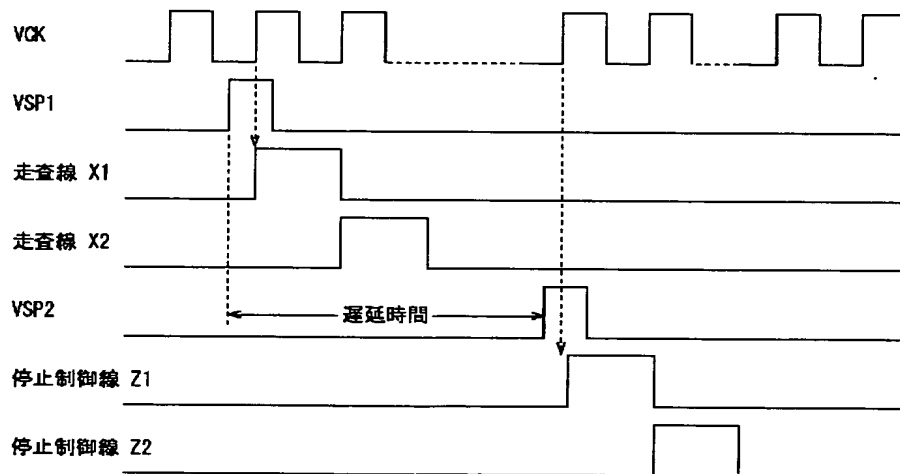 VCK
VSP1
走査線 X1
走査線 X2
VSP2
遅延時間
停止制御線 Z1
停止制御線 Z2